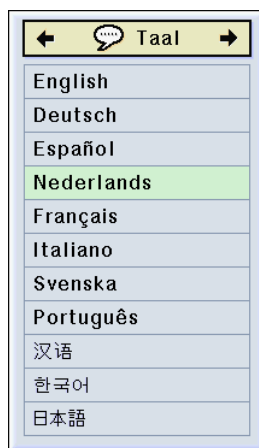 Taal
English
Deutsch
Español
Nederlands
Français
Italiano
Svenska
Português
汉语
한국어
日本語